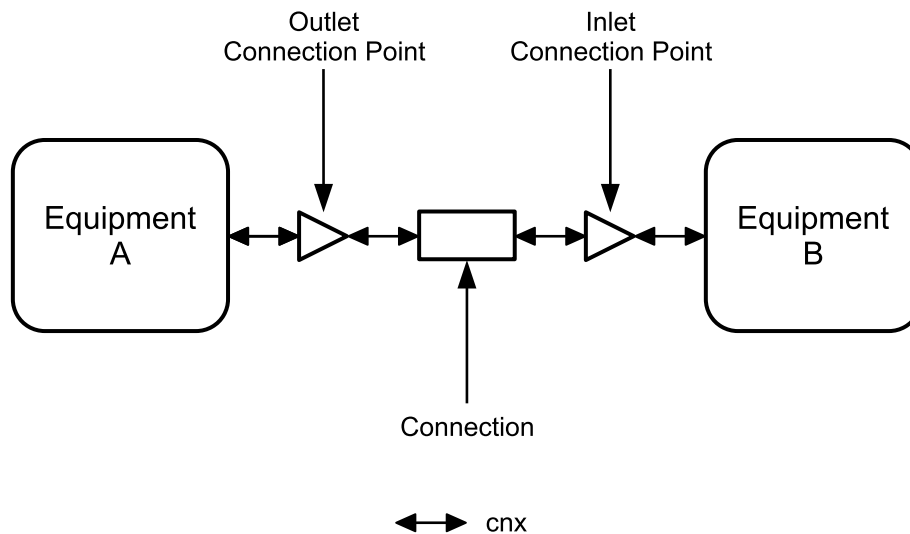 Outlet
Connection Point
Inlet
Connection Point
Equipment
A
Equipment
B
Connection
cnx